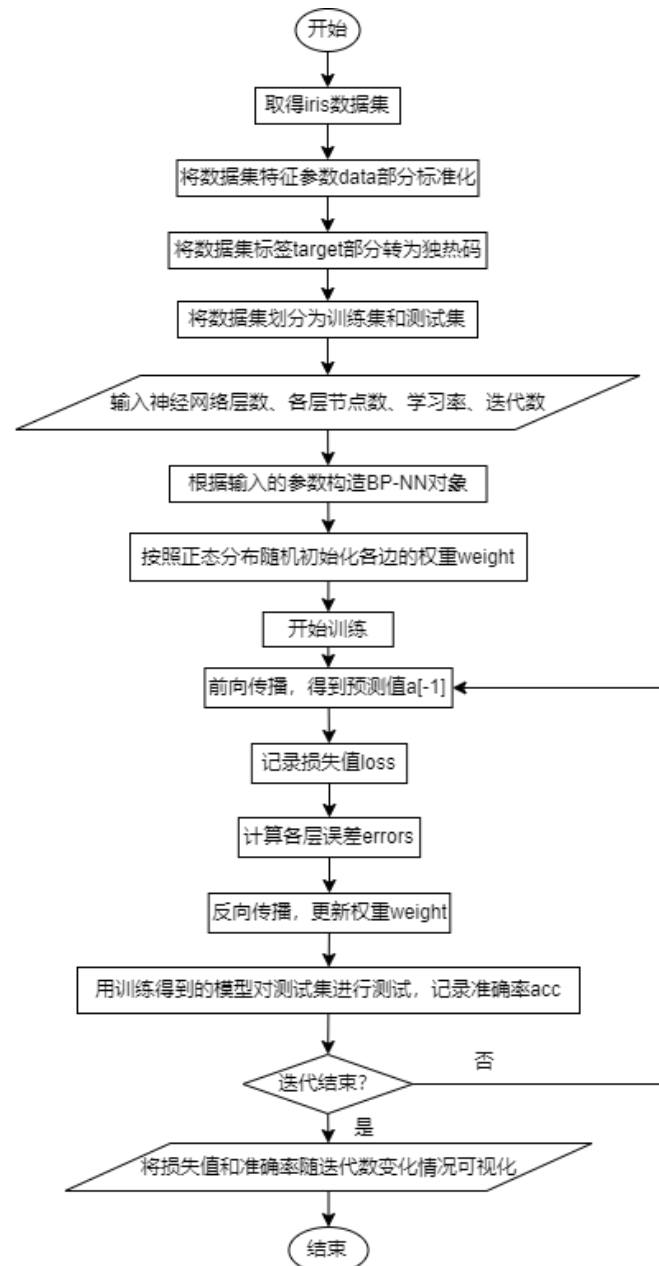 开始
取得iris数据集
将数据集特征参数data部分标准化
将数据集标签target部分转为独热码
将数据集划分为训练集和测试集
输入神经网络层数、各层节点数、学习率、迭代数
根据输入的参数构造BP-NN对象
按照正态分布随机初始化各边的权重weight
开始训练
前向传播，得到预测值a[-1]
记录损失值loss
计算各层误差errors
反向传播，更新权重weight
用训练得到的模型对测试集进行测试，记录准确率acc
迭代结束?
否
是
将损失值和准确率随迭代数变化情况可视化
结束